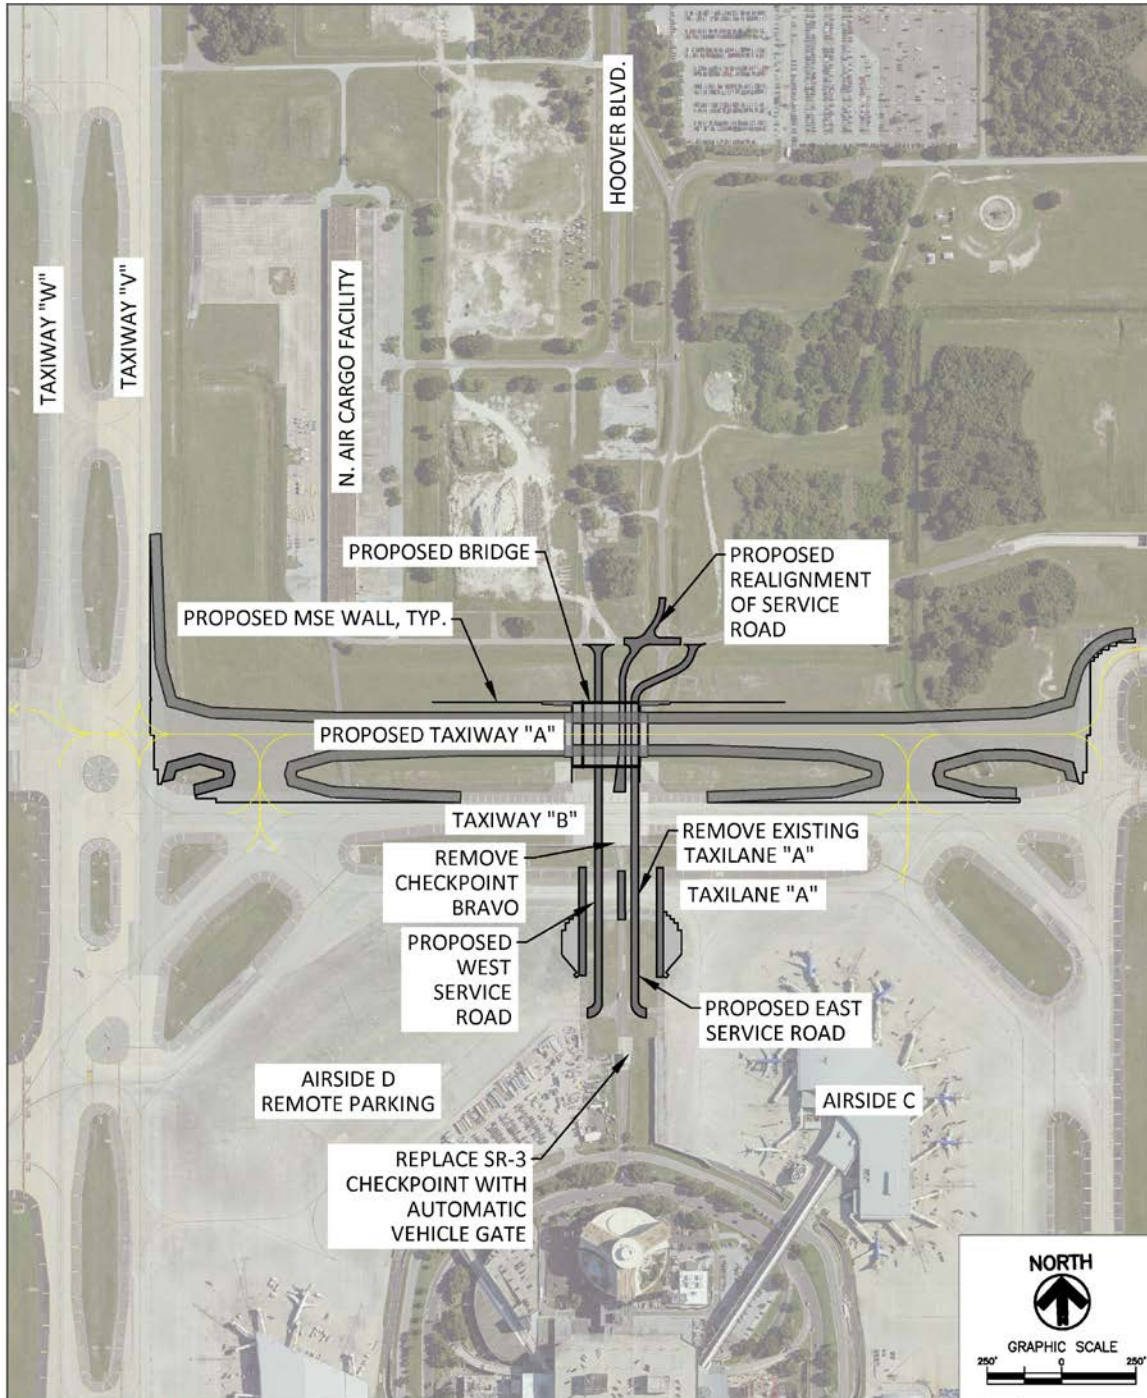 HOOVER BLVD.
TAXIWAY "W"
TAXIWAY "V"
N. AIR CARGO FACILITY
PROPOSED BRIDGE
PROPOSED
REALIGNMENT
OF SERVICE
ROAD
PROPOSED MSE WALL, TYP.
PROPOSED TAXIWAY "A"
TAXIWAY "B"
REMOVE EXISTING
TAXILANE "A"
REMOVE
CHECKPOINT
BRAVO
TAXILANE "A"
PROPOSED
WEST
SERVICE
ROAD
PROPOSED EAST
SERVICE ROAD
AIRSIDE D
REMOTE PARKING
AIRSIDE C
REPLACE SR-3
CHECKPOINT WITH
AUTOMATIC
VEHICLE GATE
NORTH
GRAPHIC SCALE
250' 0 250'